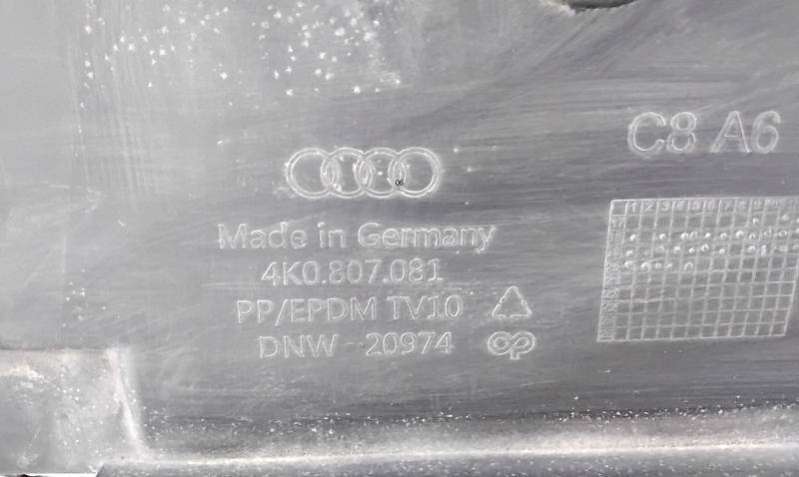 C8 A6
Made in Germany
4K0.807.081
PP/EPDM TV10
DNW-20974